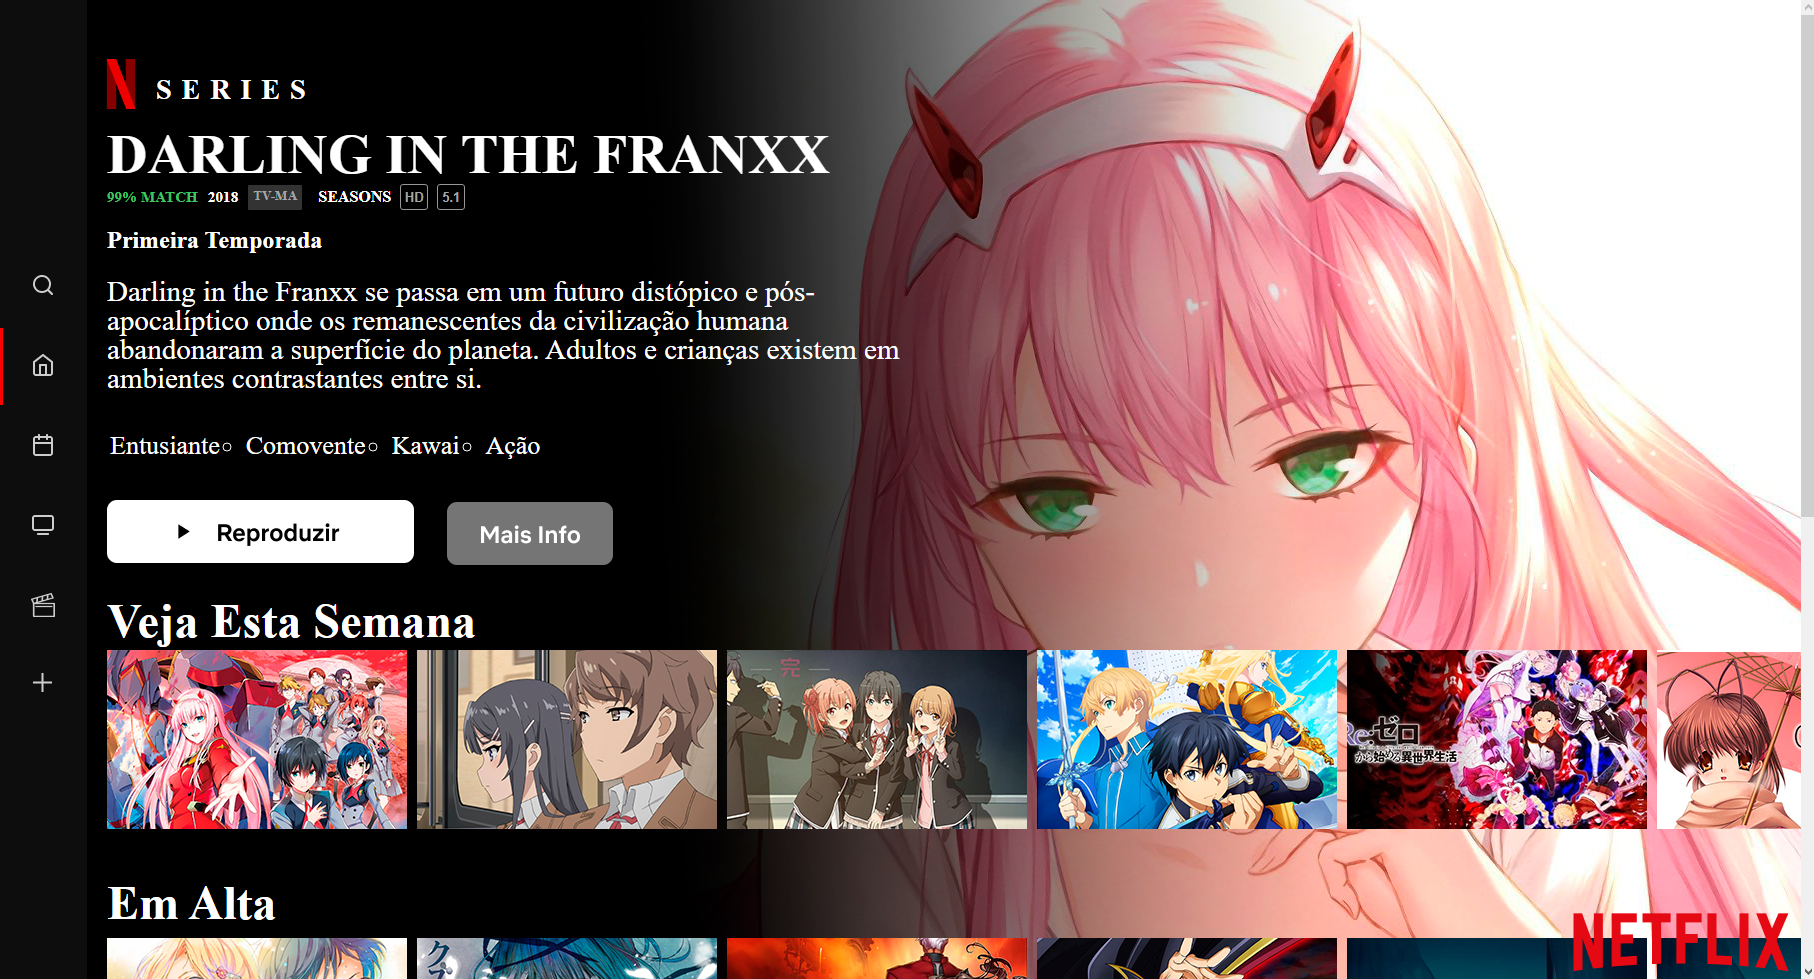 N SERIES
DARLING IN THE FRANXX
99% MATCH 2018 TV-MA SEASONS HD 5.1
Primeira Temporada
Darling in the Franxx se passa em um futuro distópico e pós-
apocalíptico onde os remanescentes da civilização humana
abandonaram a superfície do planeta. Adultos e crianças existem em
ambientes contrastantes entre si.
Entusiante○ Comovente○ Kawai○ Ação
Reproduzir
Mais Info
Veja Esta Semana
完
Re:ゼロ
から始める異世界生活
Em Alta
NETFLIX